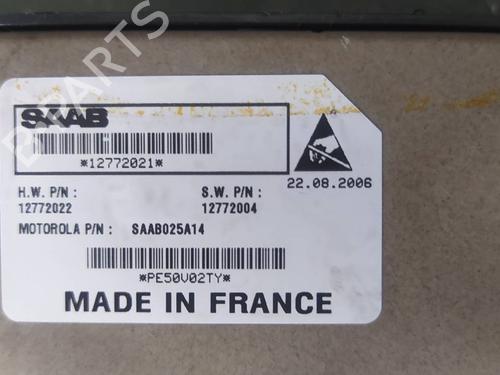 SAAB
*12772021*
22.08.2006
H.W. P/N : S.W. P/N :
12772022 12772004
MOTOROLA P/N : SAAB025A14
*PE50V02TY*
MADE IN FRANCE
B-PARTS